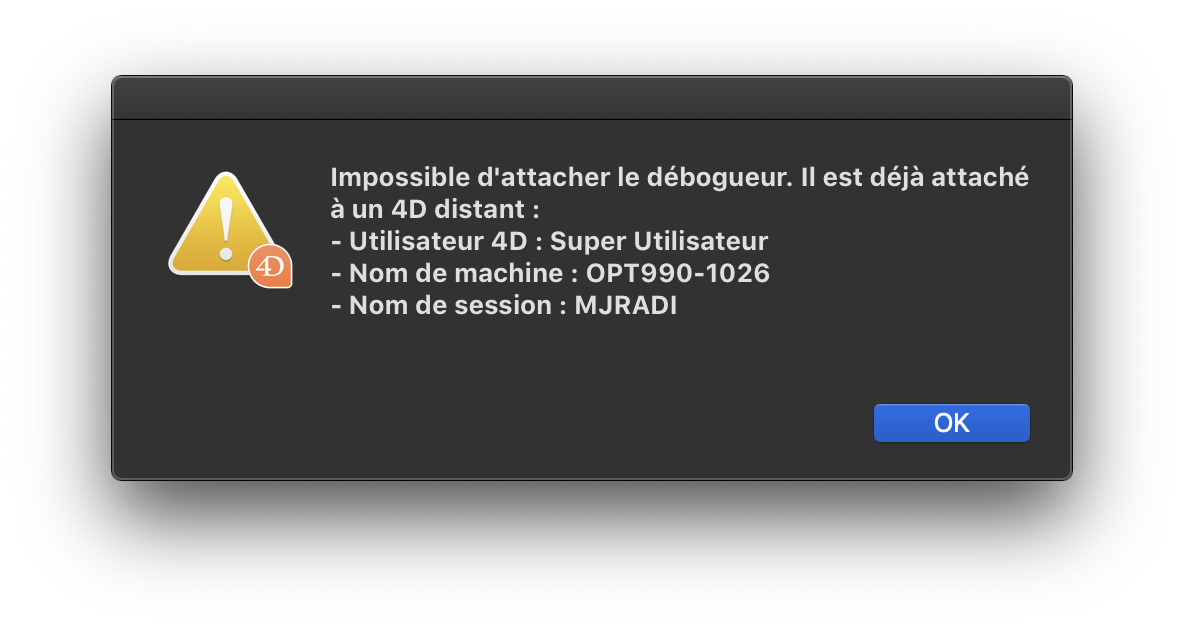 Impossible d'attacher le débogueur. Il est déjà attaché
à un 4D distant :
- Utilisateur 4D : Super Utilisateur
- Nom de machine : OPT990-1026
- Nom de session : MJRADI
4D
OK